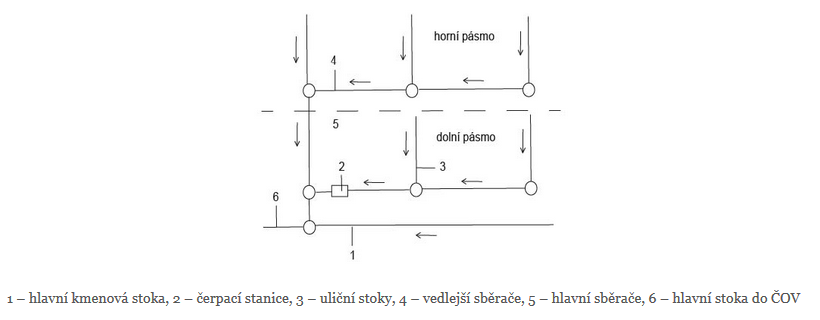 horní pásmo
4
5
dolní pásmo
2
3
6
1
1 – hlavní kmenová stoka, 2 – čerpací stanice, 3 – uliční stoky, 4 – vedlejší sběrače, 5 – hlavní sběrače, 6 – hlavní stoka do ČOV